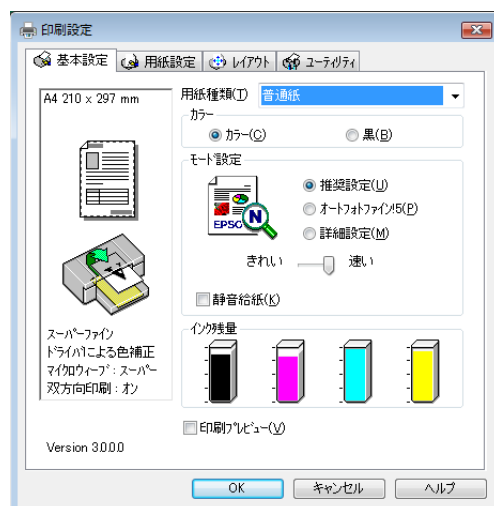 印刷設定
基本設定 用紙設定 レイアウト ユーティリティ
A4 210 x 297 mm
用紙種類(T) 普通紙
カラー
カラー(C) 黒(B)
モード設定
推奨設定(U)
オートフォトファイン!5(P)
詳細設定(M)
EPSON
N
きれい 速い
静音給紙(K)
スーパーファイン
ドライバによる色補正
マイクロウィーブ:スーパー
双方向印刷:オン
インク残量
印刷プレビュー(V)
Version 3.0.0.0
OK キャンセル ヘルプ